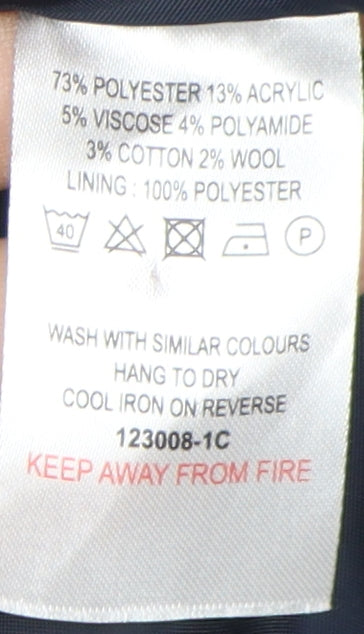 73% POLYESTER 13% ACRYLIC
5% VISCOSE 4% POLYAMIDE
3% COTTON 2% WOOL
LINING : 100% POLYESTER
40 P
WASH WITH SIMILAR COLOURS
HANG TO DRY
COOL IRON ON REVERSE
123008-1C
KEEP AWAY FROM FIRE